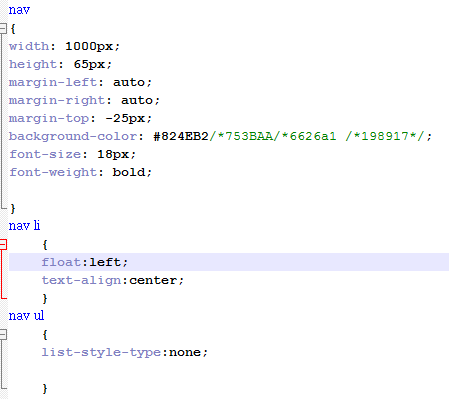 nav
{
width: 1000px;
height: 65px;
margin-left: auto;
margin-right: auto;
margin-top: -25px;
background-color: #824EB2/*753BAA/*6626a1 /*198917*/;
font-size: 18px;
font-weight: bold;
}
nav li
{
float:left;
text-align:center;
}
nav ul
{
list-style-type:none;
}